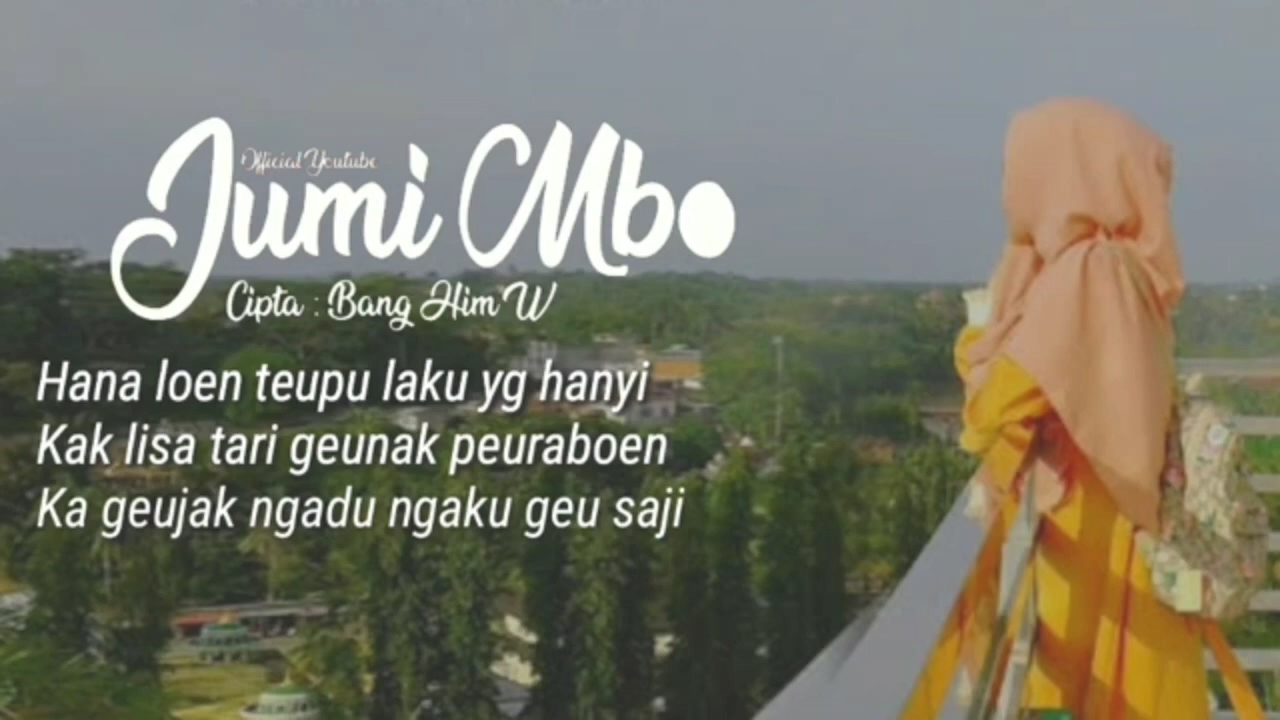 Official Youtube
Jumi Mbo
Cipta : Bang Him W
Hana loen teupu laku yg hanyi
Kak lisa tari geunak peuraboen
Ka geujak ngadu ngaku geu saji